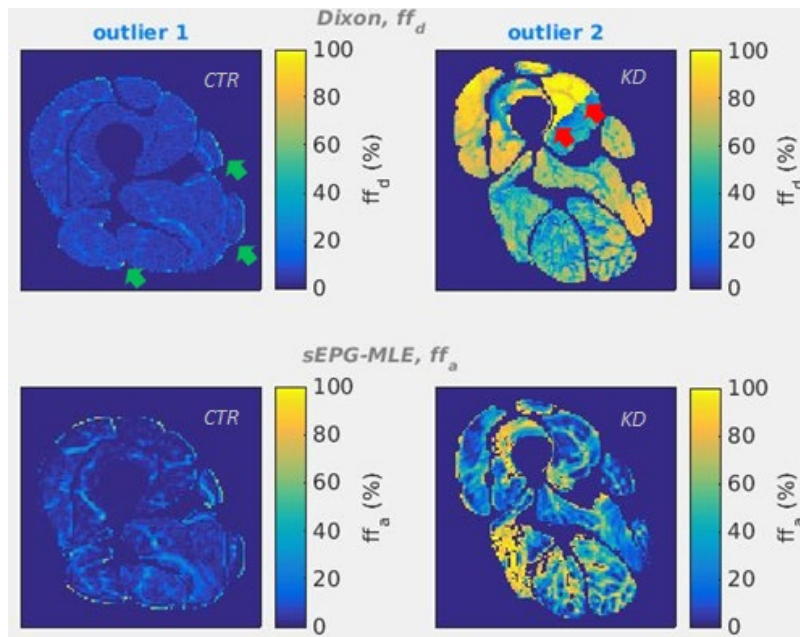 Dixon, ff_d
outlier 1
outlier 2
CTR
100
80
60
40
20
0
ff_d (%)
KD
100
80
60
40
20
0
ff_d (%)
sEPG-MLE, ff_a
CTR
100
80
60
40
20
0
ff_a (%)
KD
100
80
60
40
20
0
ff_a (%)